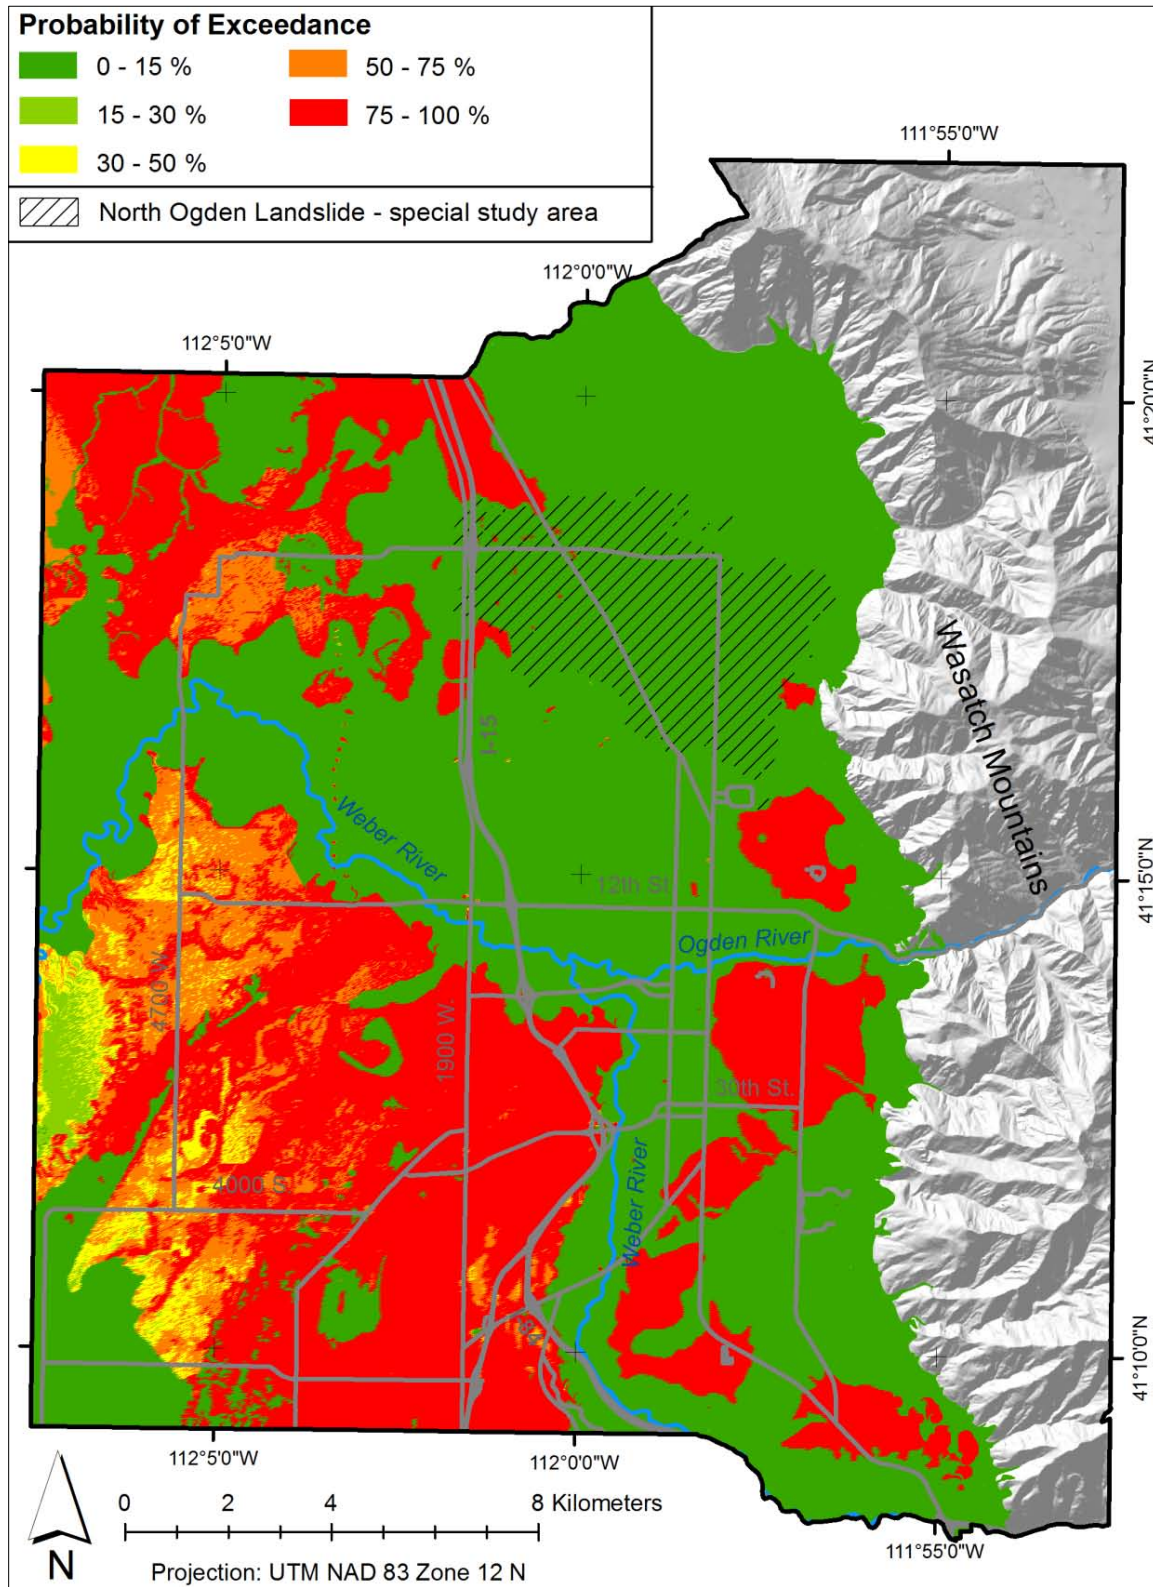 Probability of Exceedance
0 - 15 %
50 - 75 %
15 - 30 %
75 - 100 %
30 - 50 %
North Ogden Landslide - special study area
111°55'0"W
112°0'0"W
112°5'0"W
41°20'0"N
Wasatch Mountains
I-15
Weber River
12th St
41°15'0"N
Ogden River
4700 W.
1900 W.
30th St.
4000 S.
Weber River
I-84
41°10'0"N
112°5'0"W
112°0'0"W
111°55'0"W
0 2 4 8 Kilometers
N
Projection: UTM NAD 83 Zone 12 N